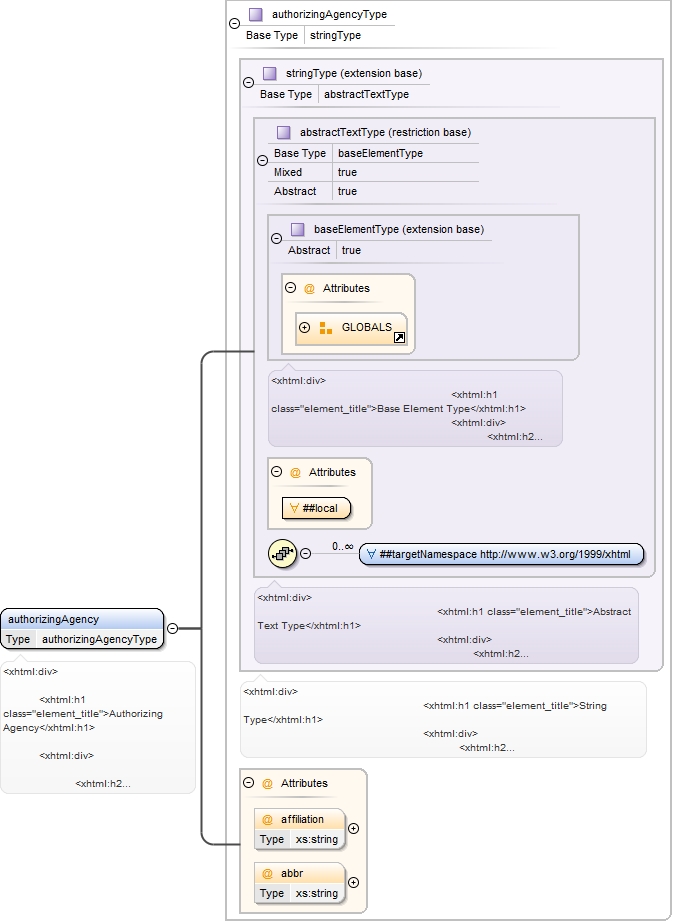 authorizingAgencyType
Base Type stringType
stringType (extension base)
Base Type abstractTextType
abstractTextType (restriction base)
Base Type baseElementType
Mixed true
Abstract true
baseElementType (extension base)
Abstract true
@ Attributes
GLOBALS
<xhtml:div>
<xhtml:h1
class="element_title">Base Element Type</xhtml:h1>
<xhtml:div>
<xhtml:h2...
@ Attributes
##local
0..∞
##targetNamespace http://www.w3.org/1999/xhtml
<xhtml:div>
<xhtml:h1 class="element_title">Abstract
Text Type</xhtml:h1>
<xhtml:div>
<xhtml:h2...
authorizingAgency
Type authorizingAgencyType
<xhtml:div>
<xhtml:h1
class="element_title">Authorizing
Agency</xhtml:h1>
<xhtml:div>
<xhtml:h2...
<xhtml:div>
<xhtml:h1 class="element_title">String
Type</xhtml:h1>
<xhtml:div>
<xhtml:h2...
@ Attributes
@ affiliation
Type xs:string
@ abbr
Type xs:string